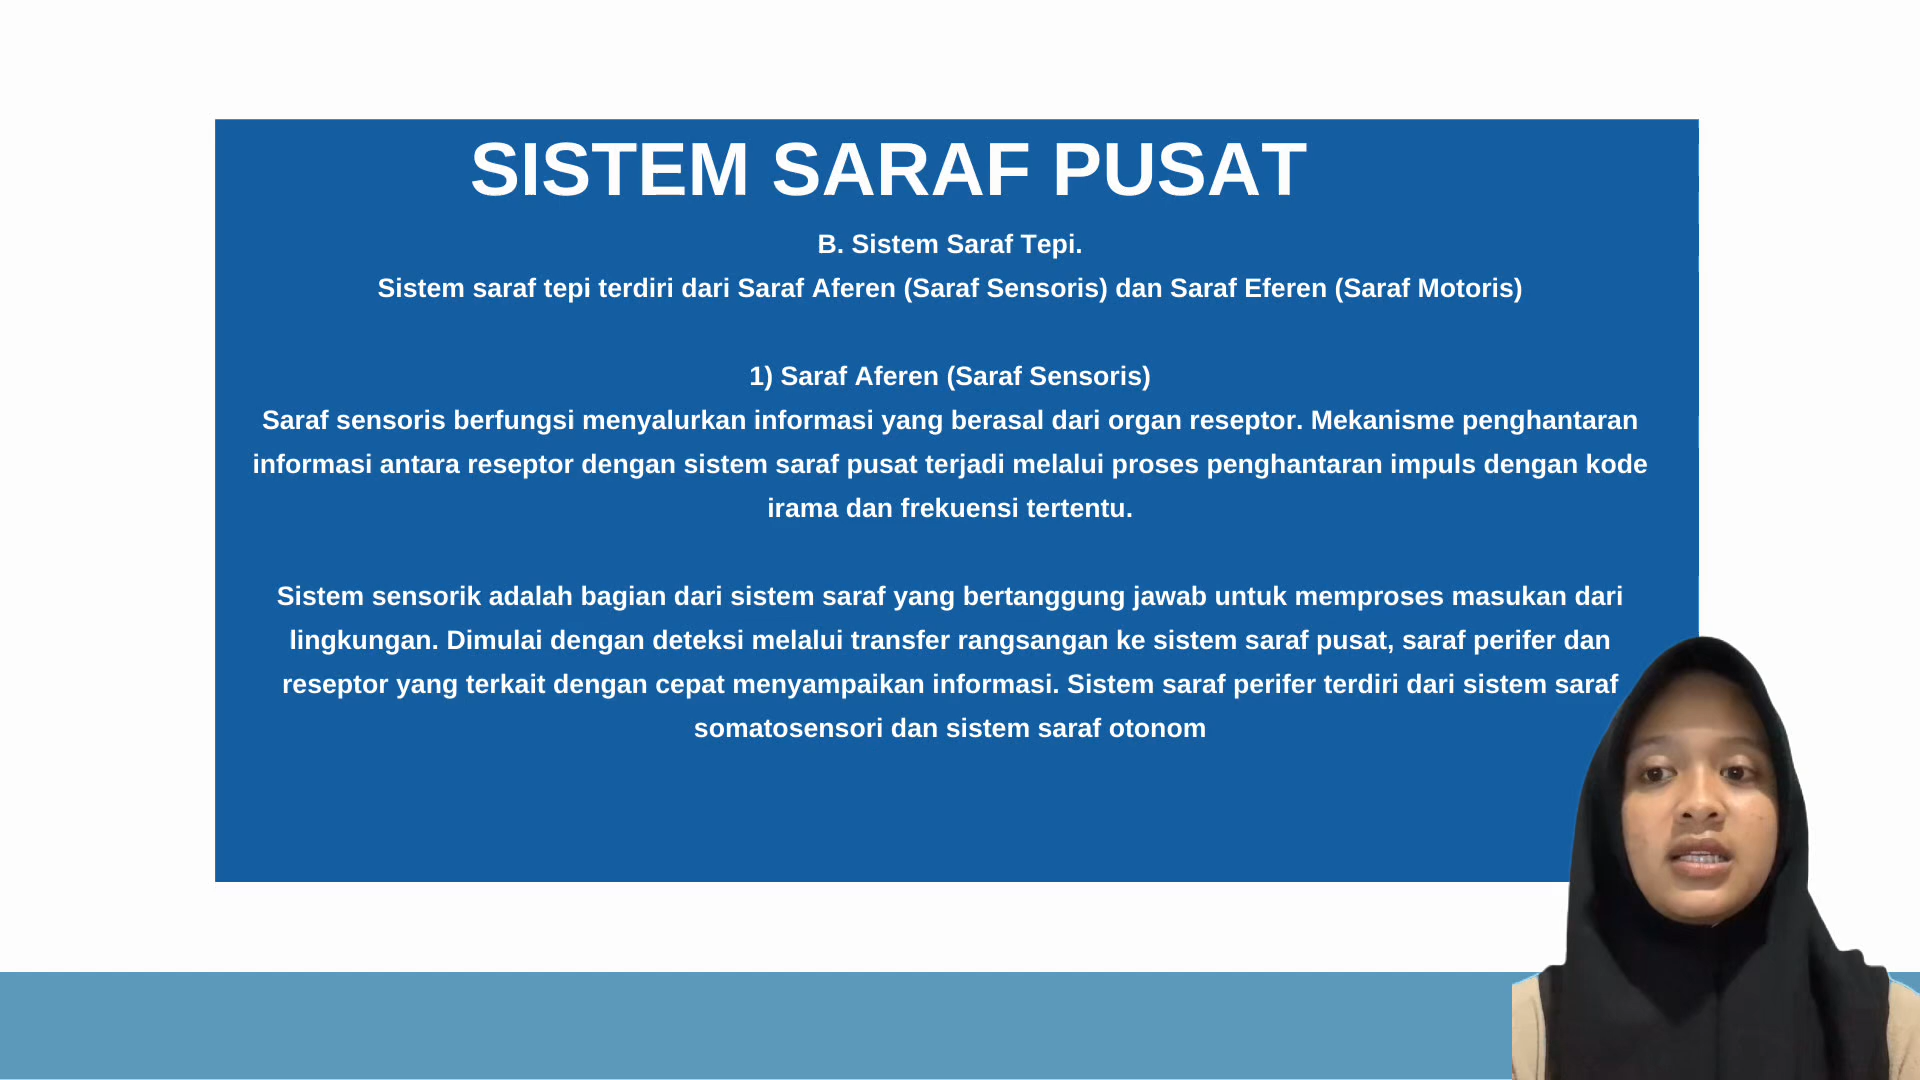 SISTEM SARAF PUSAT
B. Sistem Saraf Tepi.
Sistem saraf tepi terdiri dari Saraf Aferen (Saraf Sensoris) dan Saraf Eferen (Saraf Motoris)
1) Saraf Aferen (Saraf Sensoris)
Saraf sensoris berfungsi menyalurkan informasi yang berasal dari organ reseptor. Mekanisme penghantaran
informasi antara reseptor dengan sistem saraf pusat terjadi melalui proses penghantaran impuls dengan kode
irama dan frekuensi tertentu.
Sistem sensorik adalah bagian dari sistem saraf yang bertanggung jawab untuk memproses masukan dari
lingkungan. Dimulai dengan deteksi melalui transfer rangsangan ke sistem saraf pusat, saraf perifer dan
reseptor yang terkait dengan cepat menyampaikan informasi. Sistem saraf perifer terdiri dari sistem saraf
somatosensori dan sistem saraf otonom